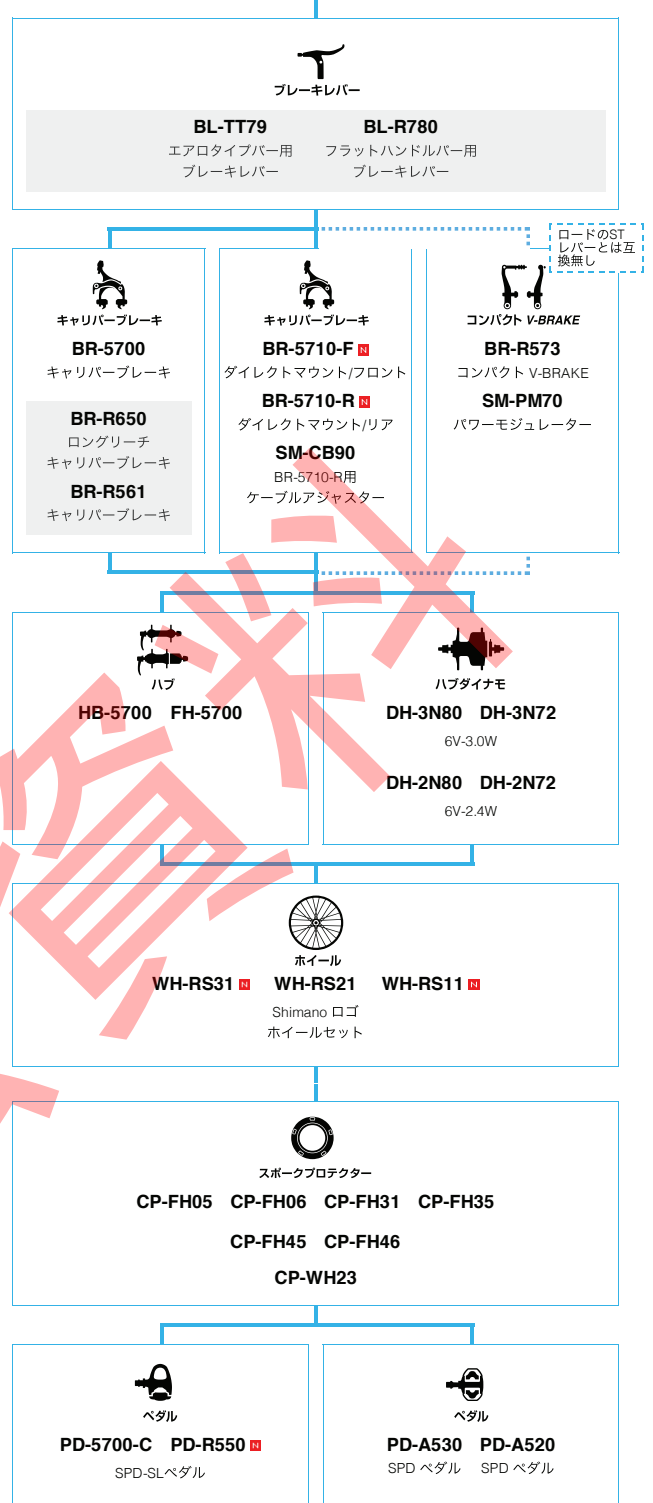 ブレーキレバー
BL-TT79 BL-R780
エアロタイプバー用 フラットハンドルバー用
ブレーキレバー ブレーキレバー
ロードのST
レバーとは互
換無し
キャリパーブレーキ
BR-5700
キャリパーブレーキ
BR-R650
ロングリーチ
キャリパーブレーキ
BR-R561
キャリパーブレーキ
キャリパーブレーキ
BR-5710-F N
ダイレクトマウント/フロント
BR-5710-R N
ダイレクトマウント/リア
SM-CB90
BR-5710-R用
ケーブルアジャスター
コンパクト V-BRAKE
BR-R573
コンパクト V-BRAKE
SM-PM70
パワーモジュレーター
ハブ
HB-5700 FH-5700
ハブダイナモ
DH-3N80 DH-3N72
6V-3.0W
DH-2N80 DH-2N72
6V-2.4W
ホイール
WH-RS31 N WH-RS21 WH-RS11 N
Shimano ロゴ
ホイールセット
スポークプロテクター
CP-FH05 CP-FH06 CP-FH31 CP-FH35
CP-FH45 CP-FH46
CP-WH23
ペダル
PD-5700-C PD-R550 N
SPD-SLペダル
ペダル
PD-A530 PD-A520
SPD ペダル SPD ペダル
資料